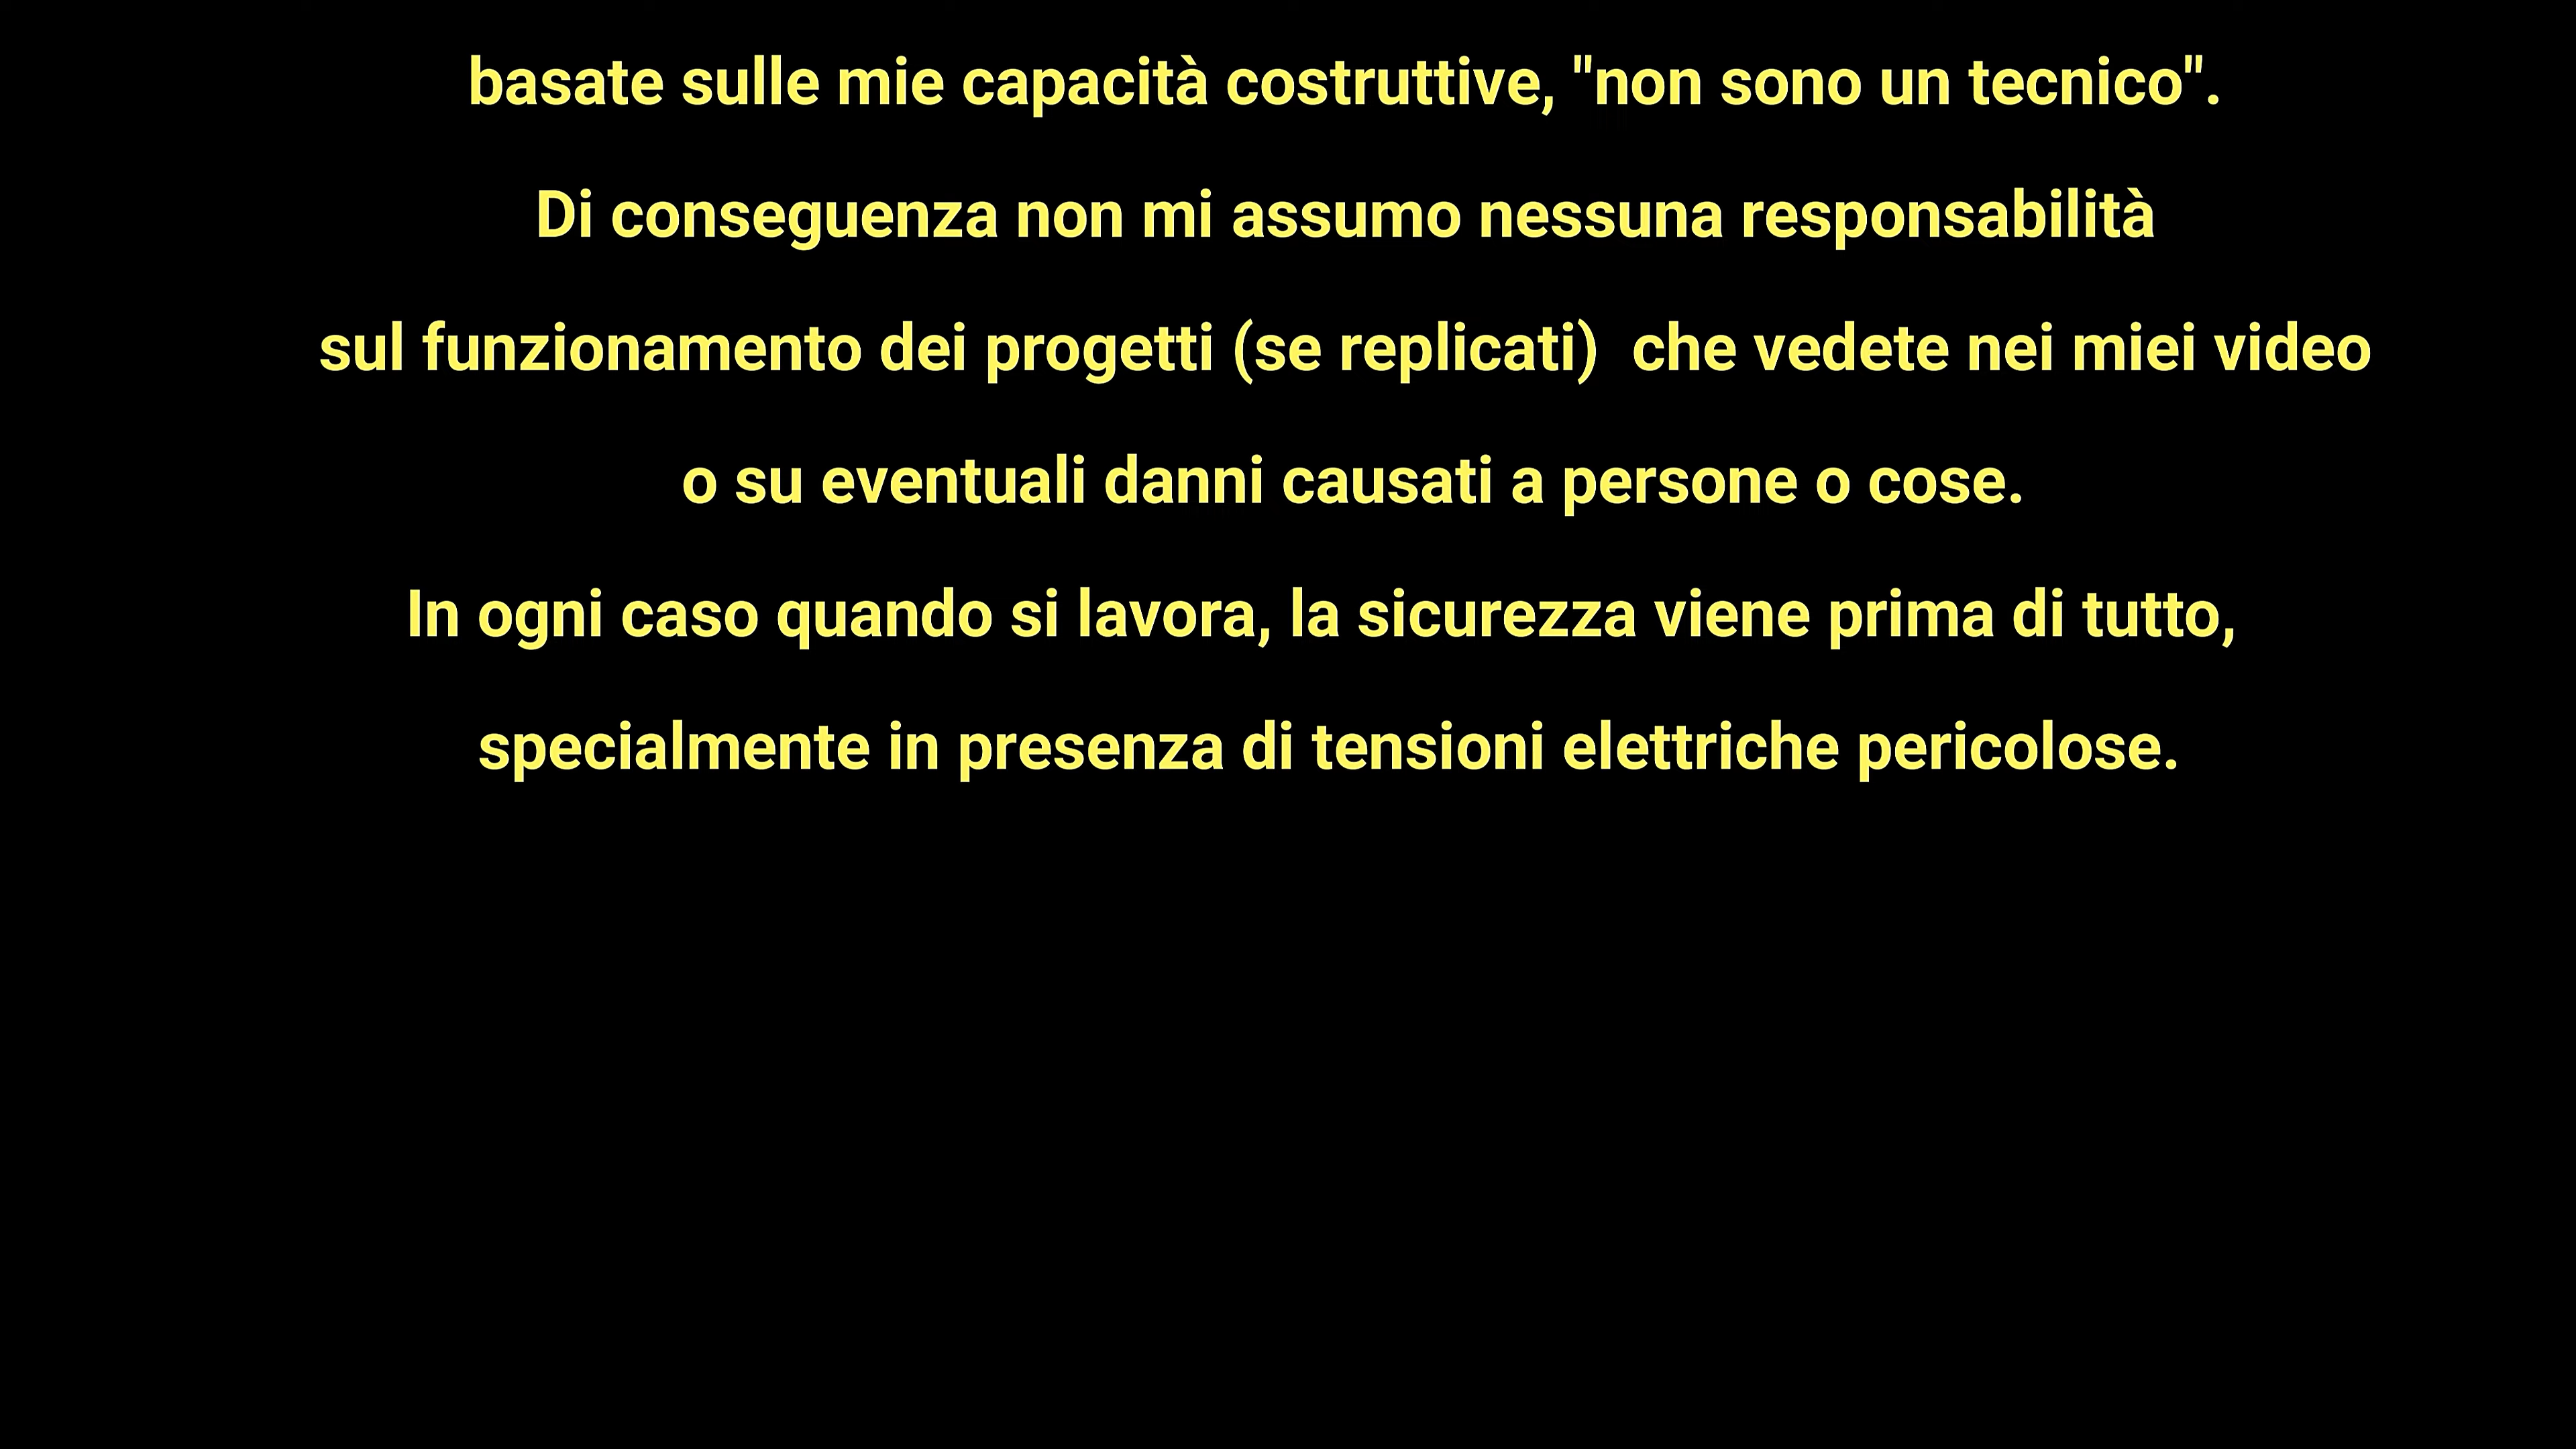 basate sulle mie capacità costruttive, "non sono un tecnico".
Di conseguenza non mi assumo nessuna responsabilità
sul funzionamento dei progetti (se replicati)  che vedete nei miei video
o su eventuali danni causati a persone o cose.
In ogni caso quando si lavora, la sicurezza viene prima di tutto,
specialmente in presenza di tensioni elettriche pericolose.